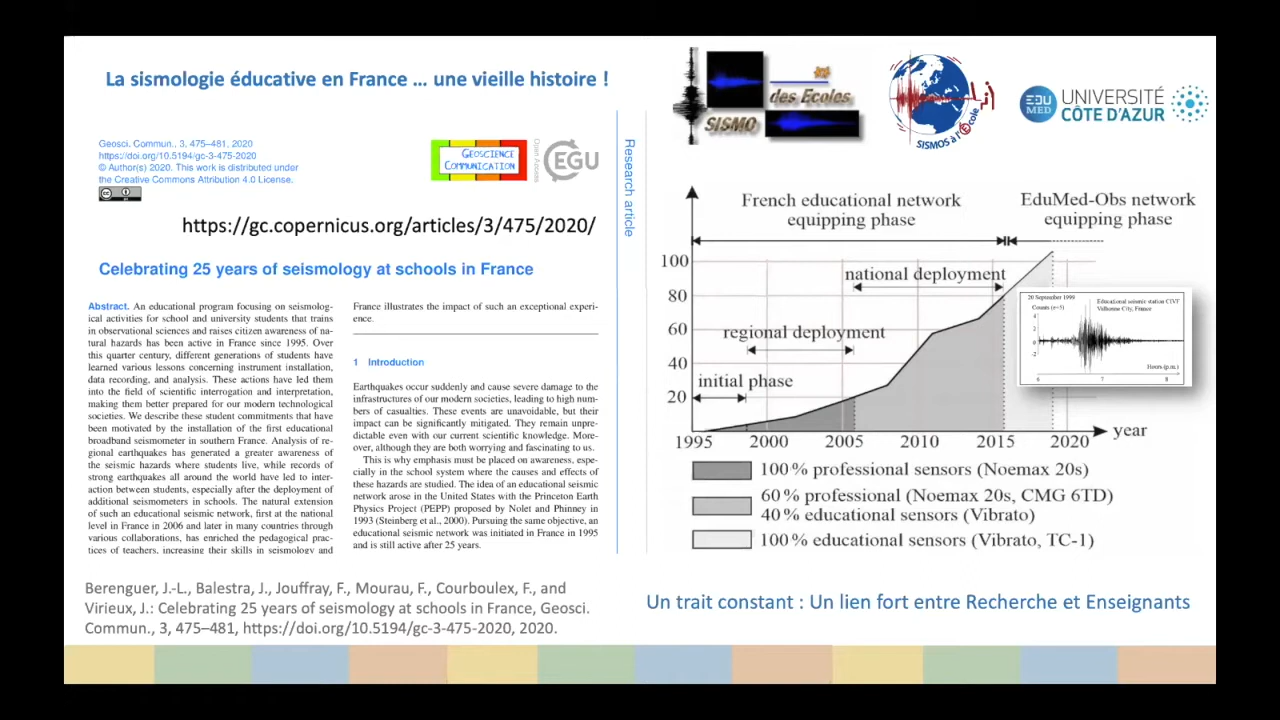 La sismologie éducative en France … une vieille histoire !
Geosci. Commun., 3, 475–481, 2020
https://doi.org/10.5194/gc-3-475-2020
© Author(s) 2020. This work is distributed under
the Creative Commons Attribution 4.0 License.
cc
GEOSCIENCE
COMMUNICATION
Open Access
EGU
Research article
https://gc.copernicus.org/articles/3/475/2020/
Celebrating 25 years of seismology at schools in France
Abstract. An educational program focusing on seismolog-
ical activities for school and university students that trains
in observational sciences and raises citizen awareness of na-
tural hazards has been active in France since 1995. Over
this quarter century, different generations of students have
learned various lessons concerning instrument installation,
data recording, and analysis. These actions have led them
into the field of scientific interrogation and interpretation,
making them better prepared for our modern technological
societies. We describe these student commitments that have
been motivated by the installation of the first educational
broadband seismometer in southern France. Analysis of re-
gional earthquakes has generated a greater awareness of
the seismic hazards where students live, while records of
strong earthquakes all around the world have led to inter-
action between students, especially after the deployment of
additional seismometers in schools. The natural extension
of such an educational seismic network, first at the national
level in France in 2006 and later in many countries through
various collaborations, has enriched the pedagogical prac-
tices of teachers, increasing their skills in seismology and
France illustrates the impact of such an exceptional experi-
ence.
1 Introduction
Earthquakes occur suddenly and cause severe damage to the
infrastructures of our modern societies, leading to high num-
bers of casualties. These events are unavoidable, but their
impact can be significantly mitigated. They remain unpre-
dictable even with our current scientific knowledge. More-
over, although they are both worrying and fascinating to us.
This is why emphasis must be placed on awareness, esp-
ecially in the school system where the causes and effects of
these hazards are studied. The idea of an educational seismic
network arose in the United States with the Princeton Earth
Physics Project (PEPP) proposed by Nolet and Phinney in
1993 (Steinberg et al., 2000). Pursuing the same objective, an
educational seismic network was initiated in France in 1995
and is still active after 25 years.
Berenguer, J.-L., Balestra, J., Jouffray, F., Mourau, F., Courboulex, F., and
Virieux, J.: Celebrating 25 years of seismology at schools in France, Geosci.
Commun., 3, 475–481, https://doi.org/10.5194/gc-3-475-2020, 2020.
des Ecoles
SISMO
SISMOS à l'École
EDU
MED
UNIVERSITÉ
CÔTE D'AZUR
French educational network
equipping phase
EduMed-Obs network
equipping phase
national deployment
regional deployment
initial phase
100
80
60
40
20
1995 2000 2005 2010 2015 2020 year
20 September 1999
Counts (e+5)
Educational seismic station CIVT
Valbonne City, France
4
2
0
-2
Hours (p.m.)
6 7 8
100 % professional sensors (Noemax 20s)
60 % professional (Noemax 20s, CMG 6TD)
40 % educational sensors (Vibrato)
100 % educational sensors (Vibrato, TC-1)
Un trait constant : Un lien fort entre Recherche et Enseignants